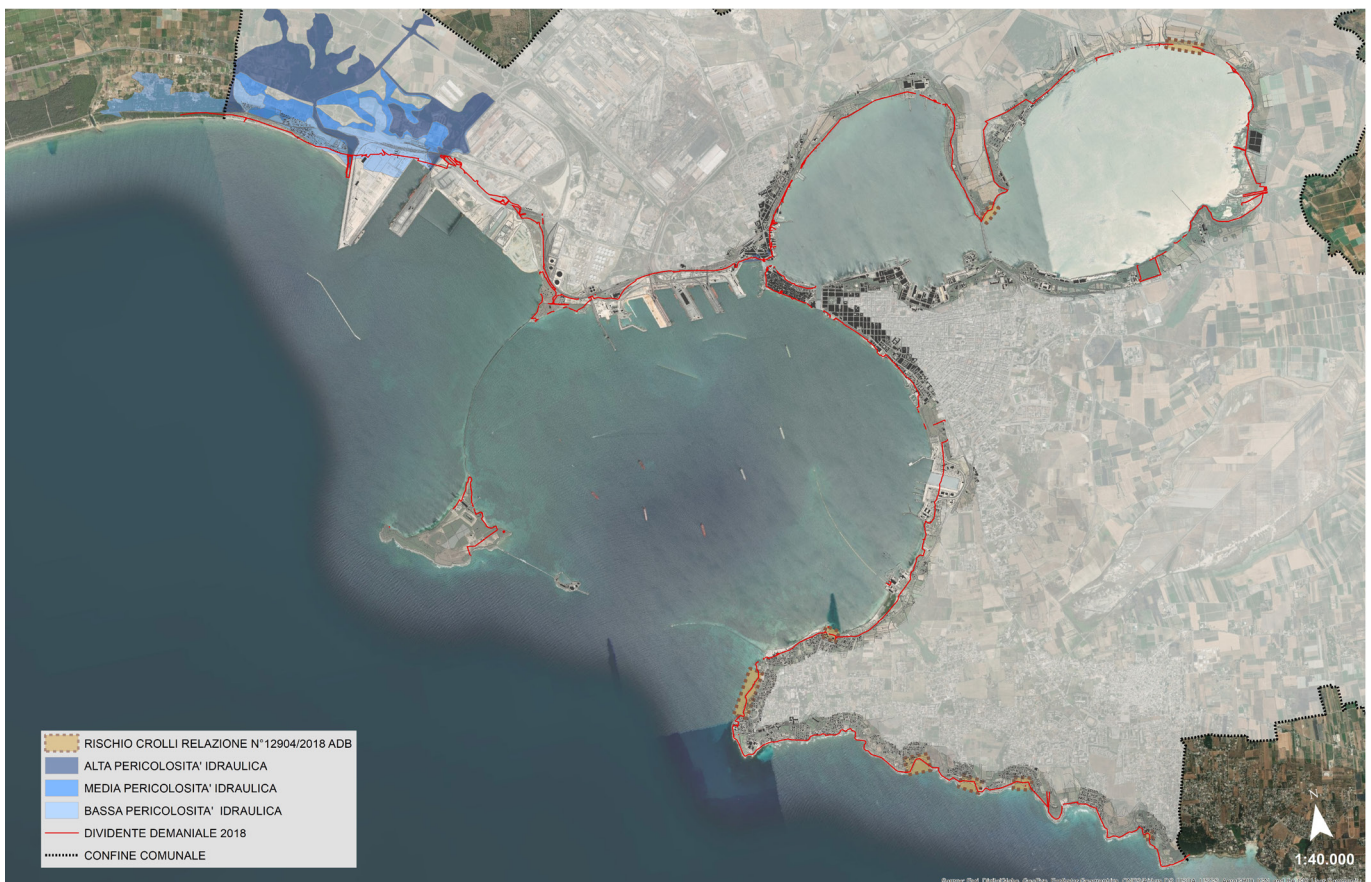 RISCHIO CROLLI RELAZIONE N°12904/2018 ADB
ALTA PERICOLOSITA' IDRAULICA
MEDIA PERICOLOSITA' IDRAULICA
BASSA PERICOLOSITA' IDRAULICA
DIVIDENTE DEMANIALE 2018
CONFINE COMUNALE
N
1:40.000